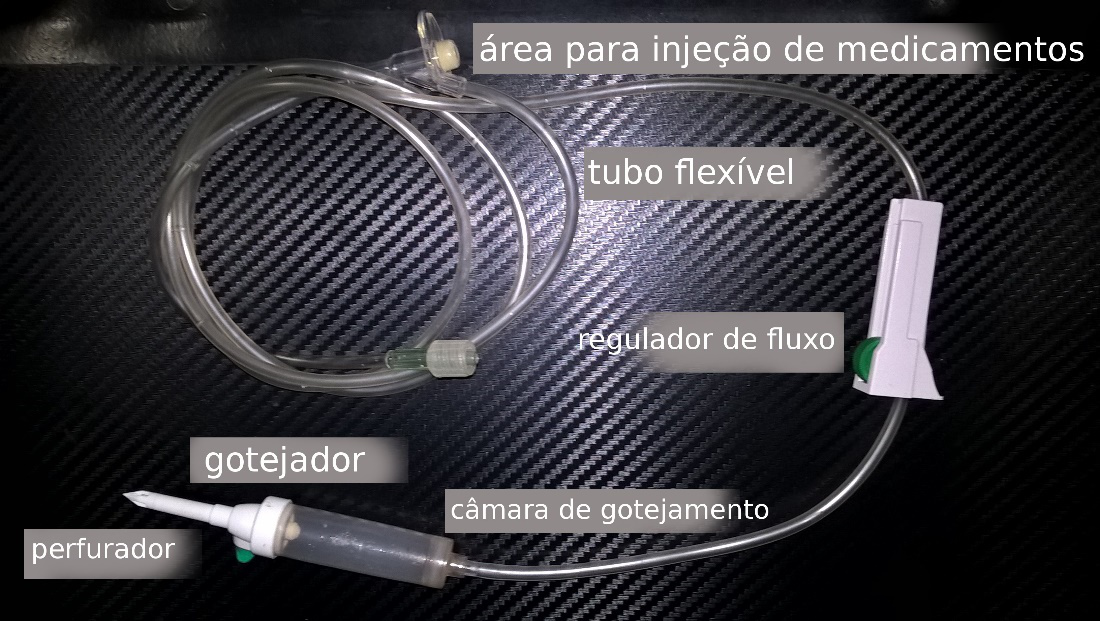 área para injeção de medicamentos
tubo flexível
regulador de fluxo
gotejador
câmara de gotejamento
perfurador